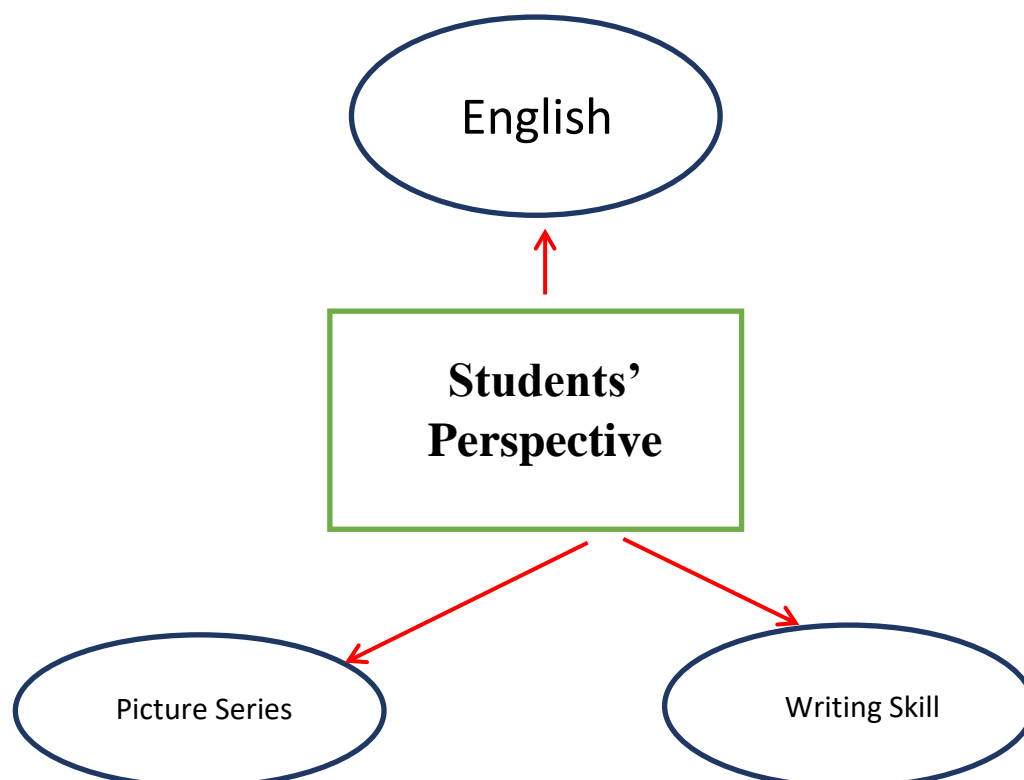 English
Students’
Perspective
Picture Series
Writing Skill